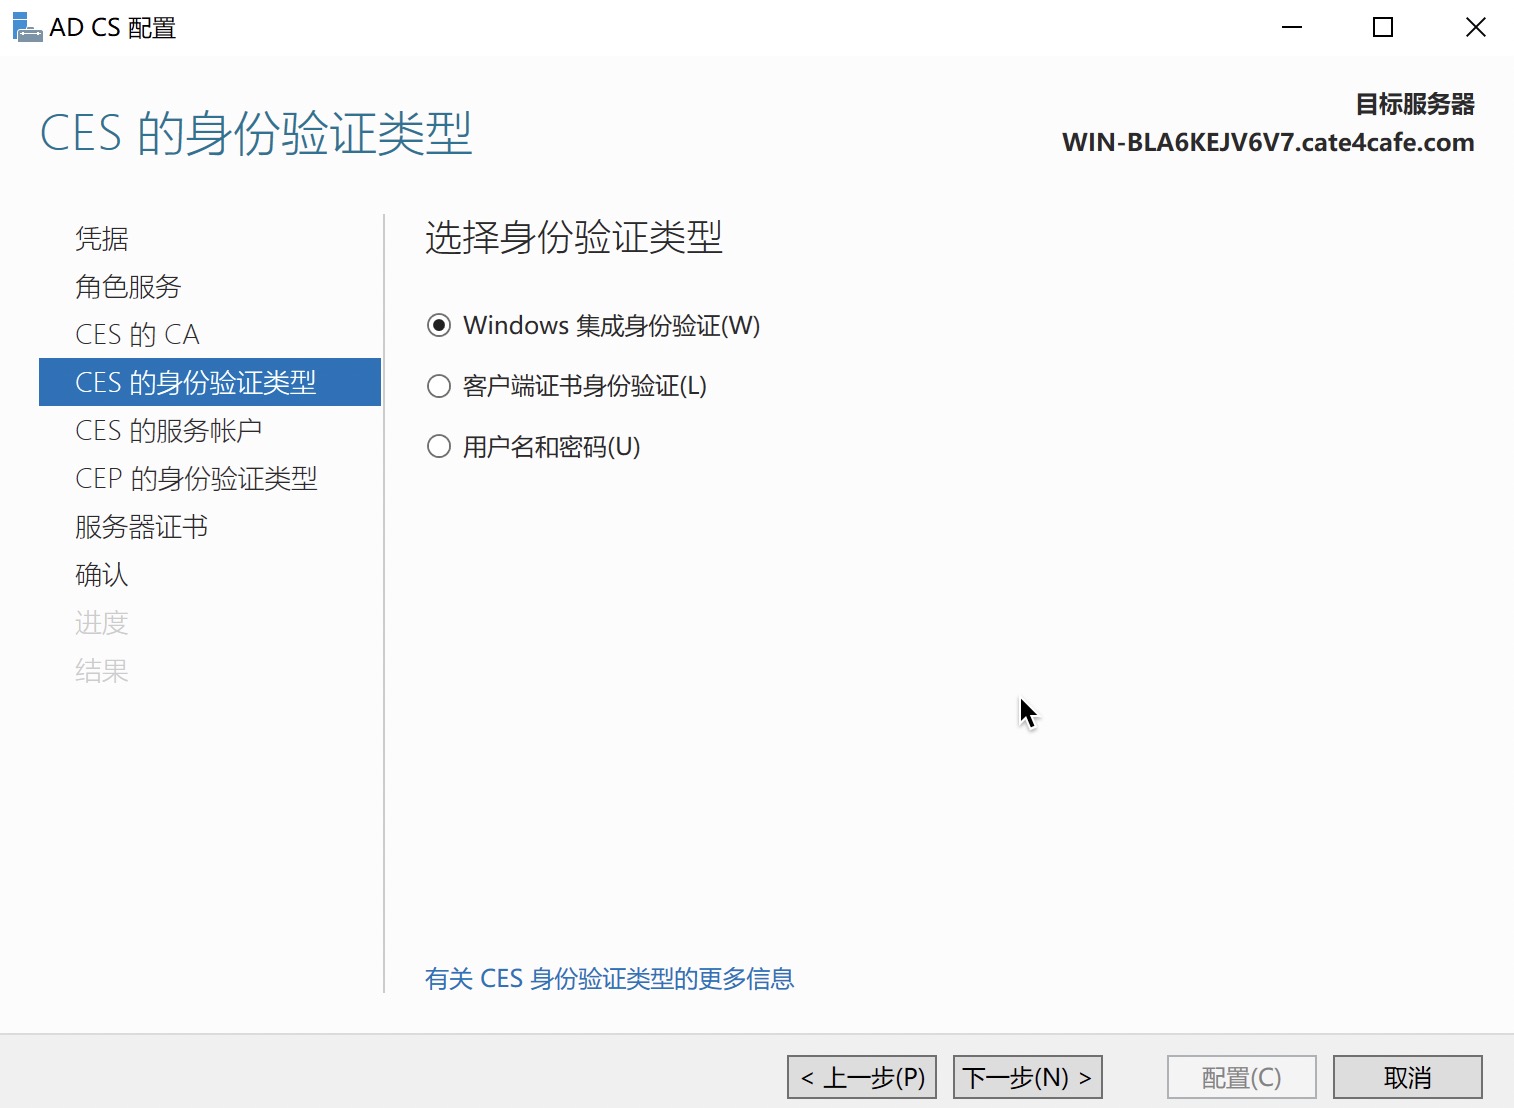 AD CS 配置
CES 的身份验证类型
目标服务器
WIN-BLA6KEJV6V7.cate4cafe.com
凭据
角色服务
CES 的 CA
CES 的身份验证类型
CES 的服务帐户
CEP 的身份验证类型
服务器证书
确认
进度
结果
选择身份验证类型
Windows 集成身份验证(W)
客户端证书身份验证(L)
用户名和密码(U)
有关 CES 身份验证类型的更多信息
< 上一步(P)
下一步(N) >
配置(C)
取消